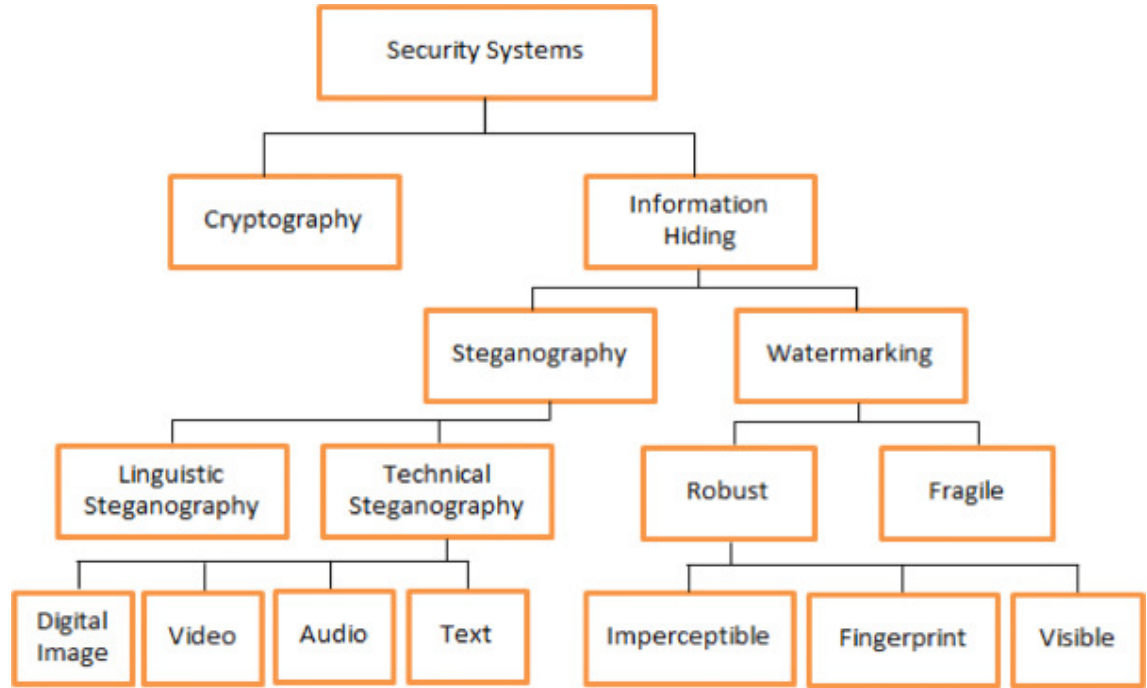 Security Systems
Cryptography
Information
Hiding
Steganography
Watermarking
Linguistic
Steganography
Technical
Steganography
Robust
Fragile
Digital
Image
Video
Audio
Text
Imperceptible
Fingerprint
Visible